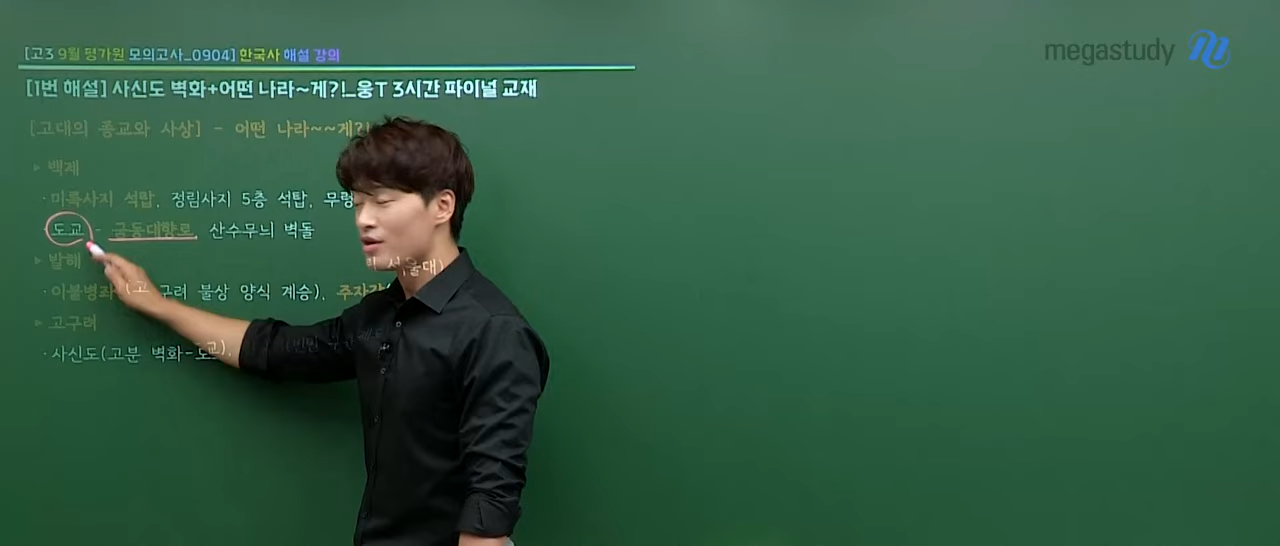 [고3 9월 평가원 모의고사_0904] 한국사 해설 강의
megastudy
[1번 해설] 사신도 벽화+어떤 나라~게?!_웅T 3시간 파이널 교재
[고대의 종교와 사상] - 어떤 나라~~게?!
▹ 백제
·미륵사지 석탑, 정림사지 5층 석탑, 무령
·도교 - 금동대향로, 산수무늬 벽돌
▹ 발해
·이불병좌 (고구려 불상 양식 계승), 주자감
▹ 고구려
·사신도(고분 벽화-도교),